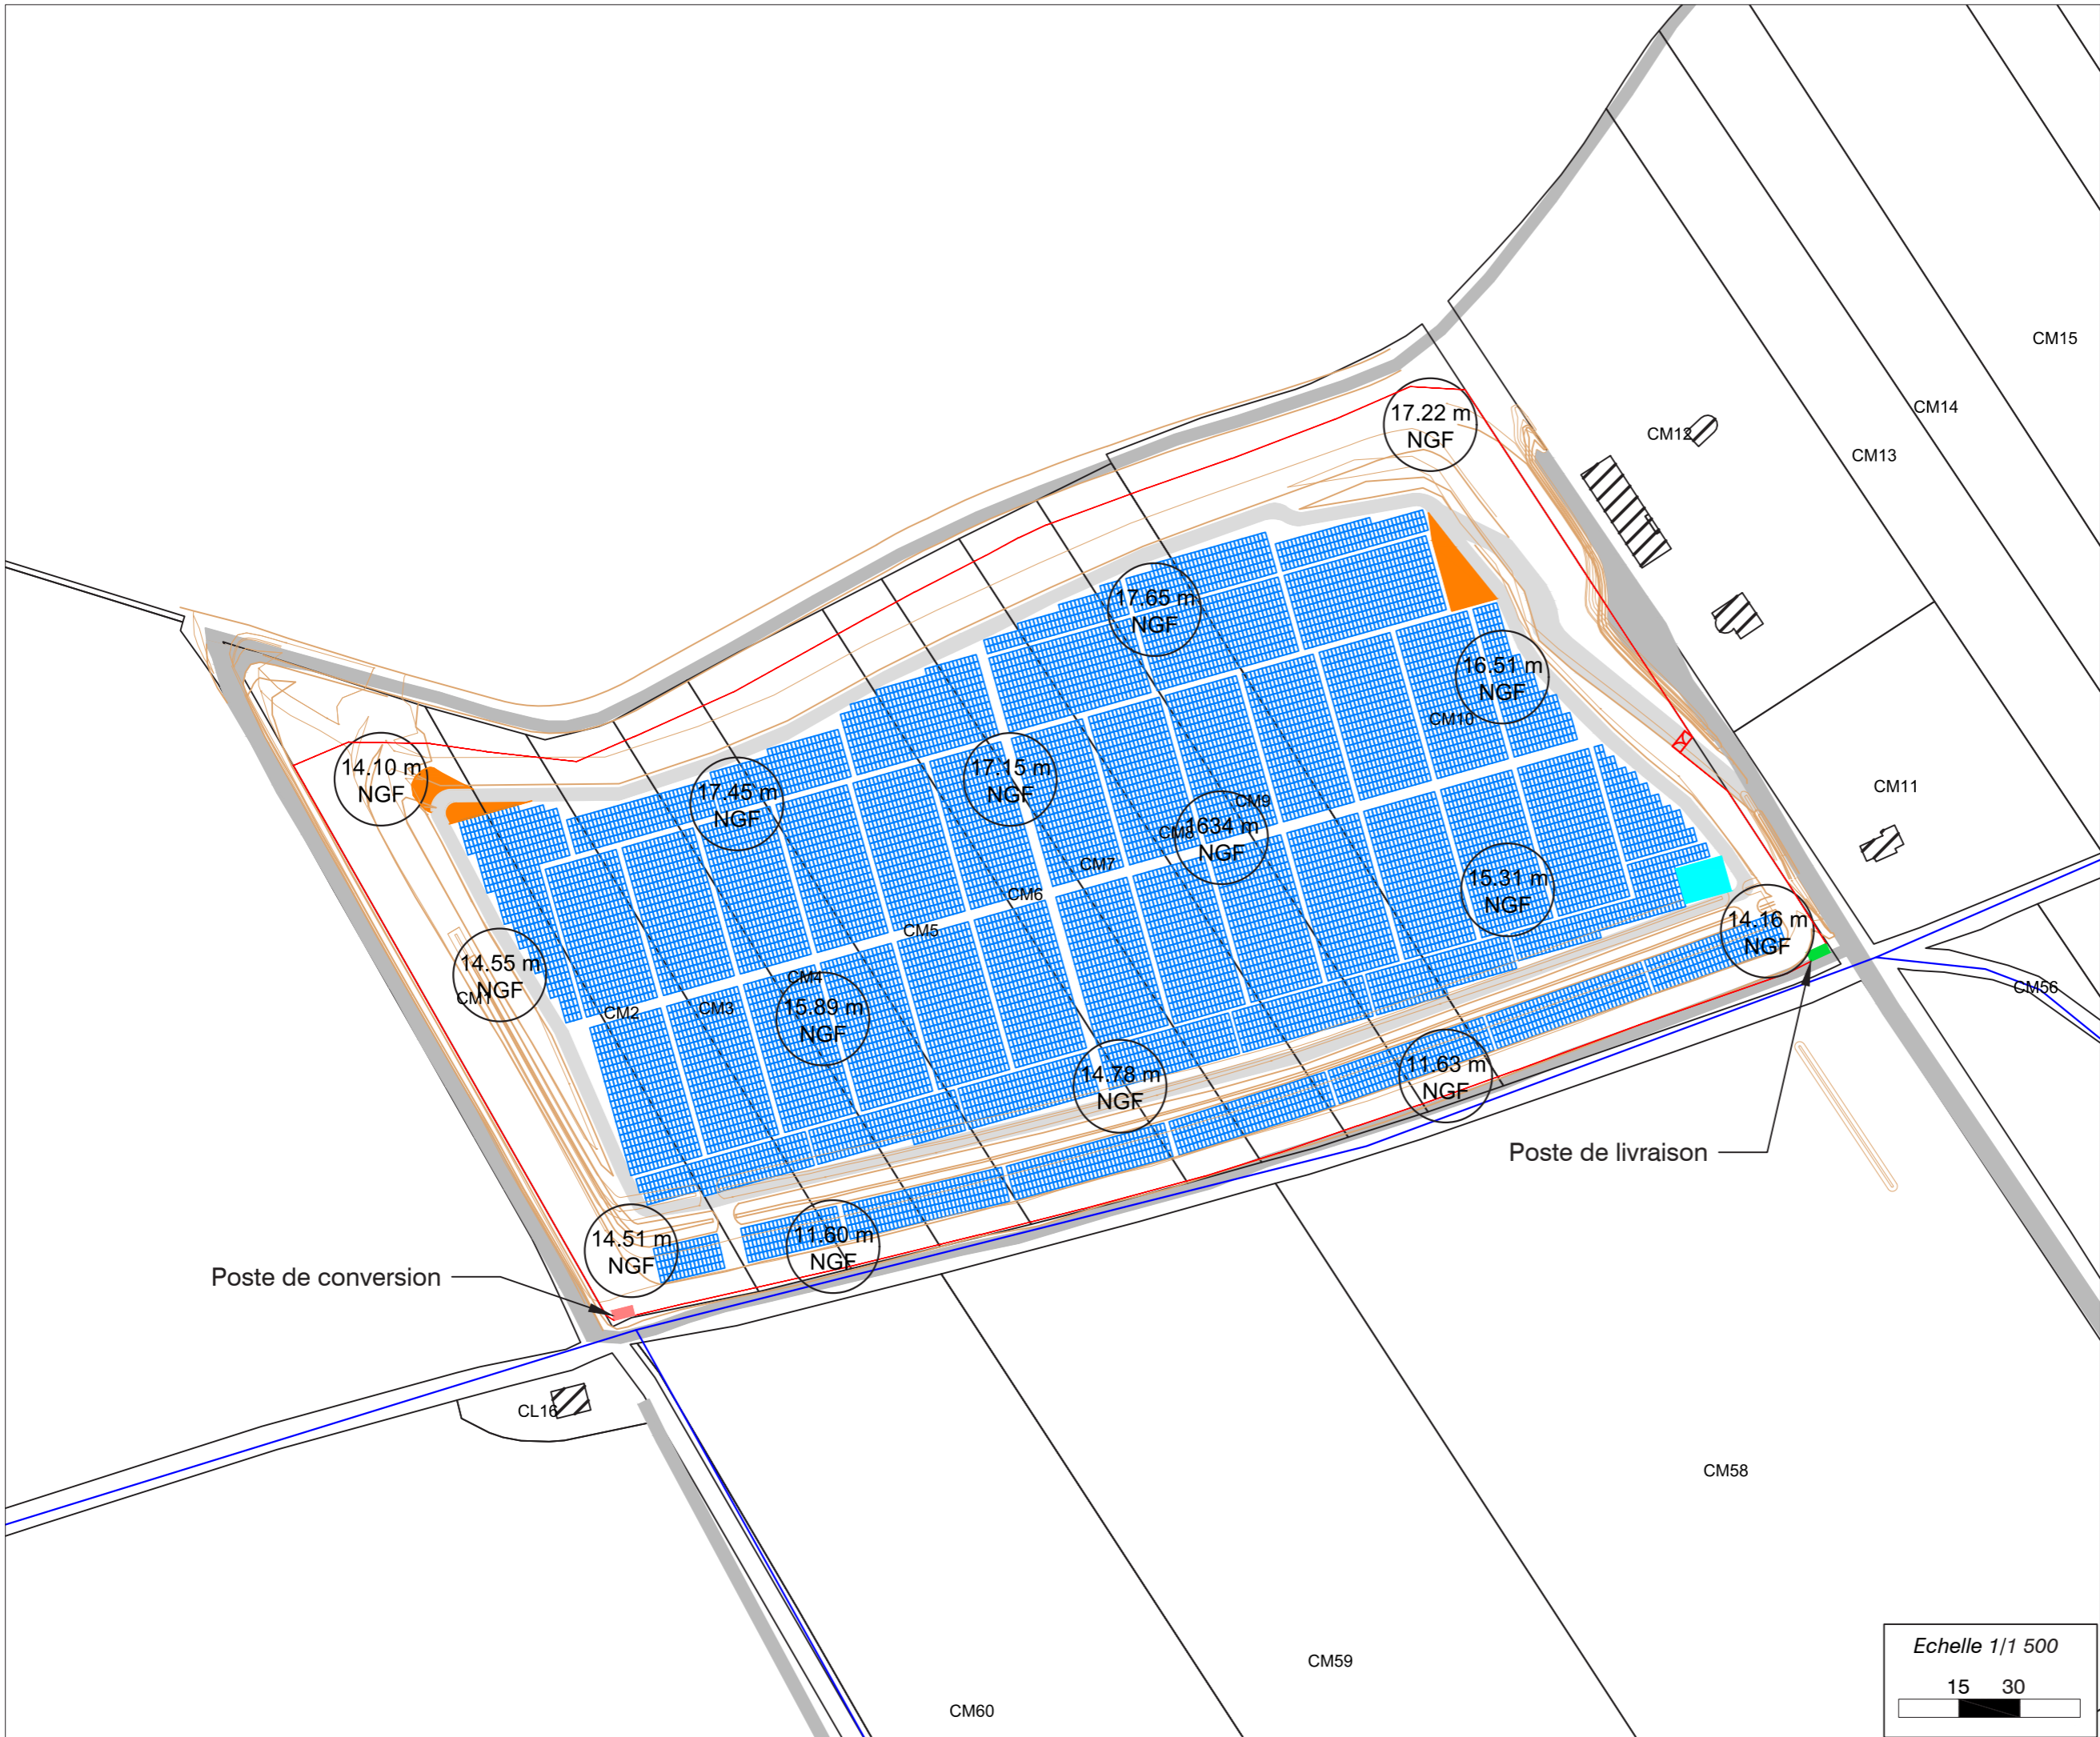 CM15
CM14
17.22 m
NGF
CM12
CM13
17.65 m
NGF
16.51 m
NGF
CM10
14.10 m
NGF
17.45 m
NGF
17.15 m
NGF
CM9
CM8
1634 m
NGF
CM11
CM7
CM6
15.31 m
NGF
CM5
14.16 m
NGF
14.55 m
NGF
CM1
CM4
CM56
CM2
CM3
15.89 m
NGF
14.78 m
NGF
11.63 m
NGF
Poste de livraison
14.51 m
NGF
11.60 m
NGF
Poste de conversion
CL16
CM58
CM59
CM60
Echelle 1/1 500
15 30